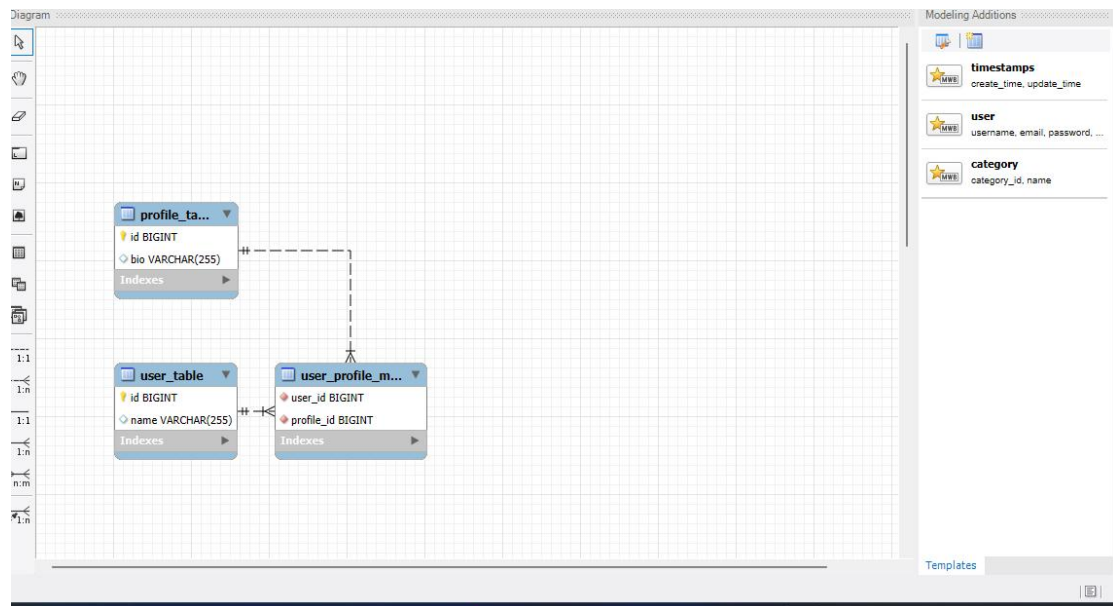 Diagram
Modeling Additions
timestamps
create_time, update_time
user
username, email, password, ...
category
category_id, name
profile_ta...
id BIGINT
bio VARCHAR(255)
Indexes
user_table
id BIGINT
name VARCHAR(255)
Indexes
user_profile_m...
user_id BIGINT
profile_id BIGINT
Indexes
1:1
1:n
1:1
1:n
n:m
1:n
Templates